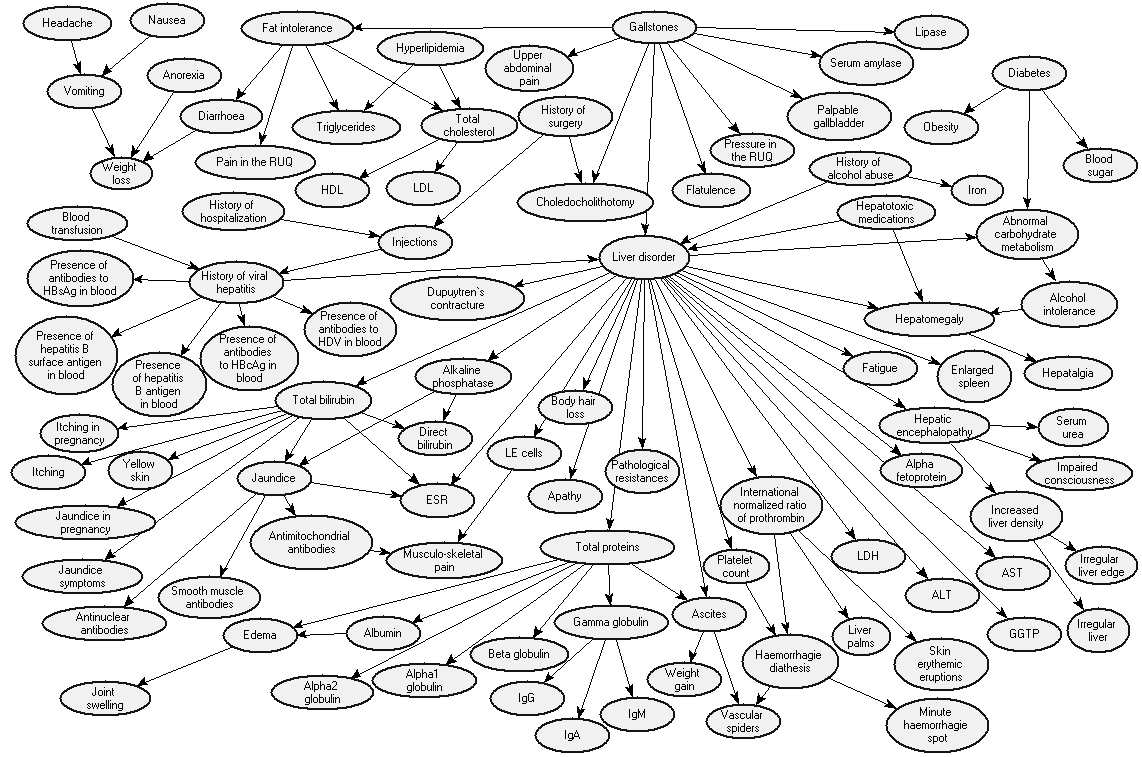 Headache
Nausea
Fat intolerance
Gallstones
Lipase
Hyperlipidemia
Upper
abdominal
pain
Serum amylase
Diabetes
Vomiting
Anorexia
Diarrhoea
Triglycerides
Total
cholesterol
History of
surgery
Palpable
gallbladder
Obesity
Blood
sugar
Weight
loss
Pain in the RUQ
HDL
LDL
Pressure in
the RUQ
Flatulence
History of
alcohol abuse
Iron
Choledocholithotomy
History of
hospitalization
Hepatotoxic
medications
Abnormal
carbohydrate
metabolism
Blood
transfusion
Injections
Liver disorder
Presence of
antibodies to
HBsAg in blood
History of viral
hepatitis
Dupuytren`s
contracture
Alcohol
intolerance
Hepatomegaly
Presence of
antibodies to
HDV in blood
Presence of
hepatitis B
surface antigen
in blood
Presence
of hepatitis
B antigen
in blood
Presence of
antibodies
to HBcAg in
blood
Alkaline
phosphatase
Fatigue
Enlarged
spleen
Hepatalgia
Total bilirubin
Body hair
loss
Itching in
pregnancy
Direct
bilirubin
Hepatic
encephalopathy
Serum
urea
Itching
Yellow
skin
Jaundice
LE cells
Pathological
resistances
Alpha
fetoprotein
Impaired
consciousness
ESR
Apathy
International
normalized ratio
of prothrombin
Jaundice in
pregnancy
Increased
liver density
Antimitochondrial
antibodies
Musculo-skeletal
pain
Total proteins
Platelet
count
LDH
Jaundice
symptoms
AST
Irregular
liver edge
Smooth muscle
antibodies
ALT
Antinuclear
antibodies
Edema
Albumin
Gamma globulin
Ascites
Liver
palms
GGTP
Irregular
liver
Beta globulin
Haemorrhagie
diathesis
Skin
erythemic
eruptions
Alpha1
globulin
Weight
gain
Joint
swelling
Alpha2
globulin
IgG
IgM
Vascular
spiders
Minute
haemorrhagie
spot
IgA